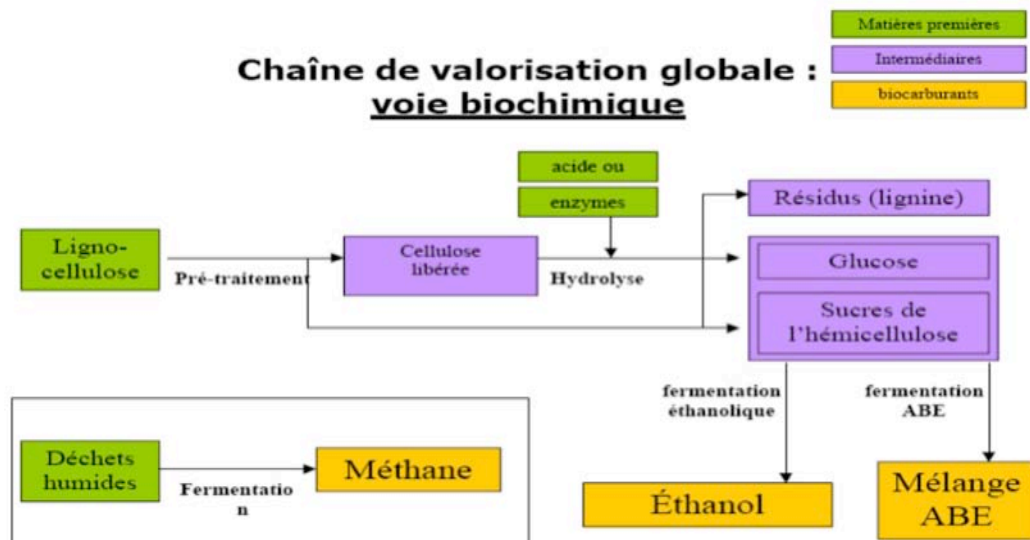 Matières premières
Intermédiaires
biocarburants
Chaîne de valorisation globale :
voie biochimique
acide ou
enzymes
Résidus (lignine)
Ligno-
cellulose
Pré-traitement
Cellulose
libérée
Hydrolyse
Glucose
Sucres de
l'hémicellulose
fermentation
éthanolique
fermentation
ABE
Déchets
humides
Fermentatio
n
Méthane
Éthanol
Mélange
ABE